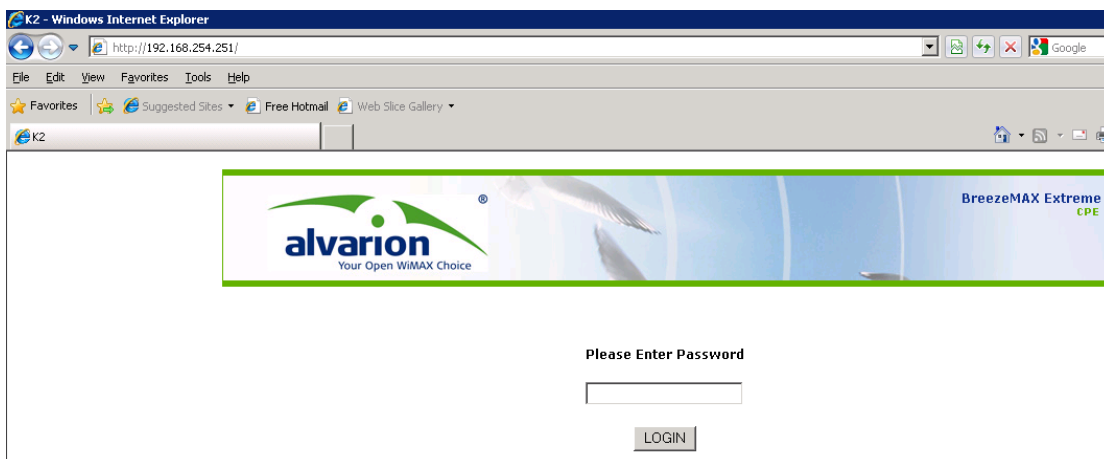 K2 - Windows Internet Explorer
http://192.168.254.251/
Google
File Edit View Favorites Tools Help
Favorites Suggested Sites Free Hotmail Web Slice Gallery
K2
®
alvarion
Your Open WiMAX Choice
BreezeMAX Extreme
CPE
Please Enter Password
LOGIN